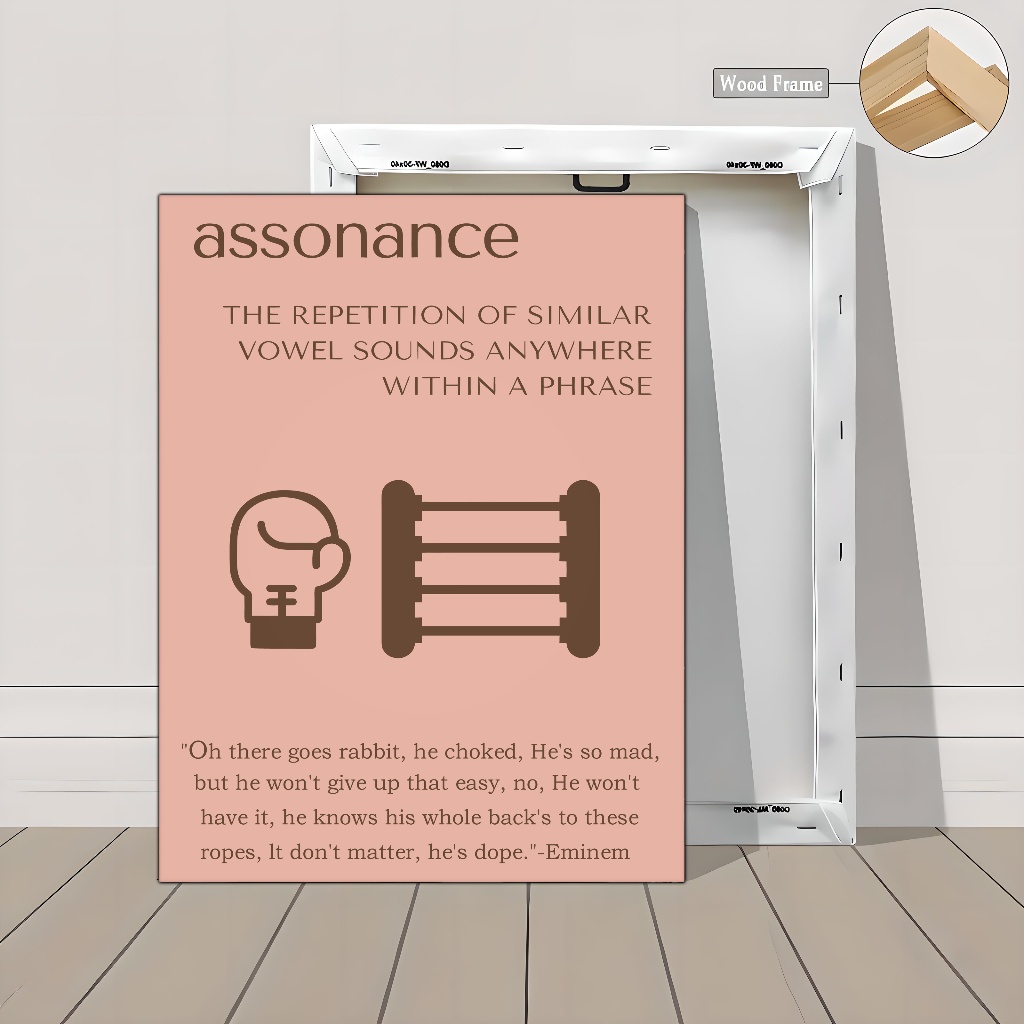 Wood Frame
assonance
THE REPETITION OF SIMILAR
VOWEL SOUNDS ANYWHERE
WITHIN A PHRASE
"Oh there goes rabbit, he choked, He's so mad,
but he won't give up that easy, no, He won't
have it, he knows his whole back's to these
ropes, lt don't matter, he's dope."-Eminem